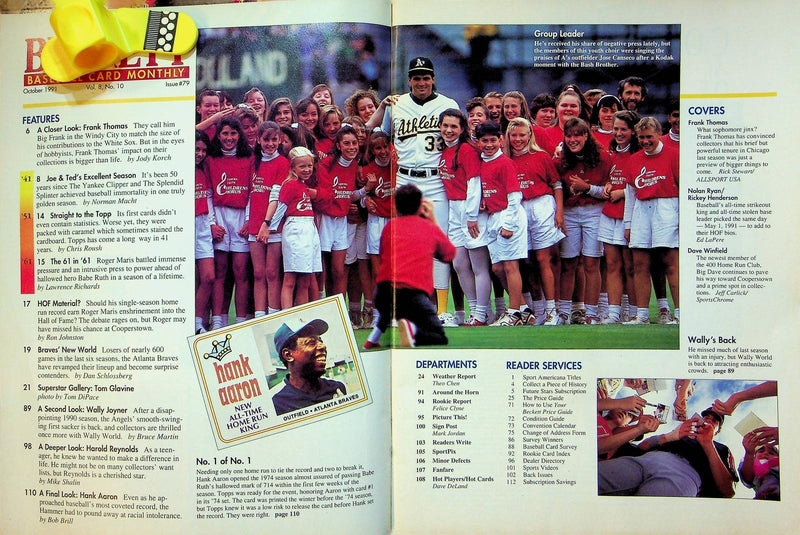 BASEBALL CARD MONTHLY
October 1991 Vol. 8, No. 10 Issue #79
FEATURES
6 A Closer Look: Frank Thomas They call him
Big Frank in the Windy City to match the size of
his contributions to the White Sox. But in the eyes
of hobbyists, Frank Thomas' impact on their
collections is bigger than life. by Jody Korch
'41 8 Joe & Ted's Excellent Season It's been 50
years since The Yankee Clipper and The Splendid
Splinter achieved baseball immortality in one truly
golden season. by Norman Macht
'51 14 Straight to the Topp Its first cards didn't
even contain statistics. Worse yet, they were
packed with caramel which sometimes stained the
cardboard. Topps has come a long way in 41
years. by Chris Roush
'61 15 The 61 in '61 Roger Maris battled immense
pressure and an intrusive press to power ahead of
hallowed hero Babe Ruth in a season of a lifetime.
by Lawrence Richards
17 HOF Material? Should his single-season home
run record earn Roger Maris enshrinement into the
Hall of Fame? The debate rages on, but Roger may
have missed his chance at Cooperstown.
by Ron Johnston
19 Braves' New World Losers of nearly 600
games in the last six seasons, the Atlanta Braves
have revamped their lineup and become surprise
contenders. by Dan Schlossberg
21 Superstar Gallery: Tom Glavine
photo by Tom DiPace
89 A Second Look: Wally Joyner After a disap-
pointing 1990 season, the Angels' smooth-swing-
ing first sacker is back, and collectors are thrilled
once more with Wally World. by Bruce Martin
98 A Deeper Look: Harold Reynolds As a teen-
ager, he knew he wanted to make a difference in
life. He might not be on many collectors' want
lists, but Reynolds is a cherished star.
by Mike Shalin
110 A Final Look: Hank Aaron Even as he ap-
proached baseball's most coveted record, the
Hammer had to pound away at racial intolerance.
by Bob Brill
Athletics
33
hank
aaron
NEW
ALL-TIME
HOME RUN
KING
OUTFIELD • ATLANTA BRAVES
No. 1 of No. 1
Needing only one home run to tie the record and two to break it,
Hank Aaron opened the 1974 season almost assured of passing Babe
Ruth's hallowed mark of 714 within the first few weeks of the
season. Topps was ready for the event, honoring Aaron with card #1
in its '74 set. The card was printed the winter before the '74 season,
but Topps knew it was a low risk to release the card before Hank set
the record. They were right. page 110
Group Leader
He's received his share of negative press lately, but
the members of this youth choir were singing the
praises of A's outfielder Jose Canseco after a Kodak
moment with the Bash Brother.
DEPARTMENTS
24 Weather Report
Theo Chen
91 Around the Horn
94 Rookie Report
Felice Clyne
95 Picture This!
100 Sign Post
Mark Jordan
103 Readers Write
105 SportPix
106 Minor Defects
107 Fanfare
108 Hot Players/Hot Cards
Dave DeLand
READER SERVICES
1 Sport Americana Titles
4 Collect a Piece of History
5 Future Stars Subscription
25 The Price Guide
71 How to Use Your
Beckett Price Guide
72 Condition Guide
73 Convention Calendar
75 Change of Address Form
86 Survey Winners
88 Baseball Card Survey
92 Rookie Card Index
96 Dealer Directory
101 Sports Videos
102 Back Issues
112 Subscription Savings
COVERS
Frank Thomas
What sophomore jinx?
Frank Thomas has convinced
collectors that his brief but
powerful tenure in Chicago
last season was just a
preview of bigger things to
come. Rick Stewart/
ALLSPORT USA
Nolan Ryan/
Rickey Henderson
Baseball's all-time strikeout
king and all-time stolen base
leader picked the same day
— May 1, 1991 — to add to
their HOF bios.
Ed LaPere
Dave Winfield
The newest member of
the 400 Home Run Club,
Big Dave continues to pave
his way toward Cooperstown
and a prime spot in collec-
tions. Jeff Carlick/
SportsChrome
Wally's Back
He missed much of last season
with an injury, but Wally World
is back to attracting enthusiastic
crowds. page 89